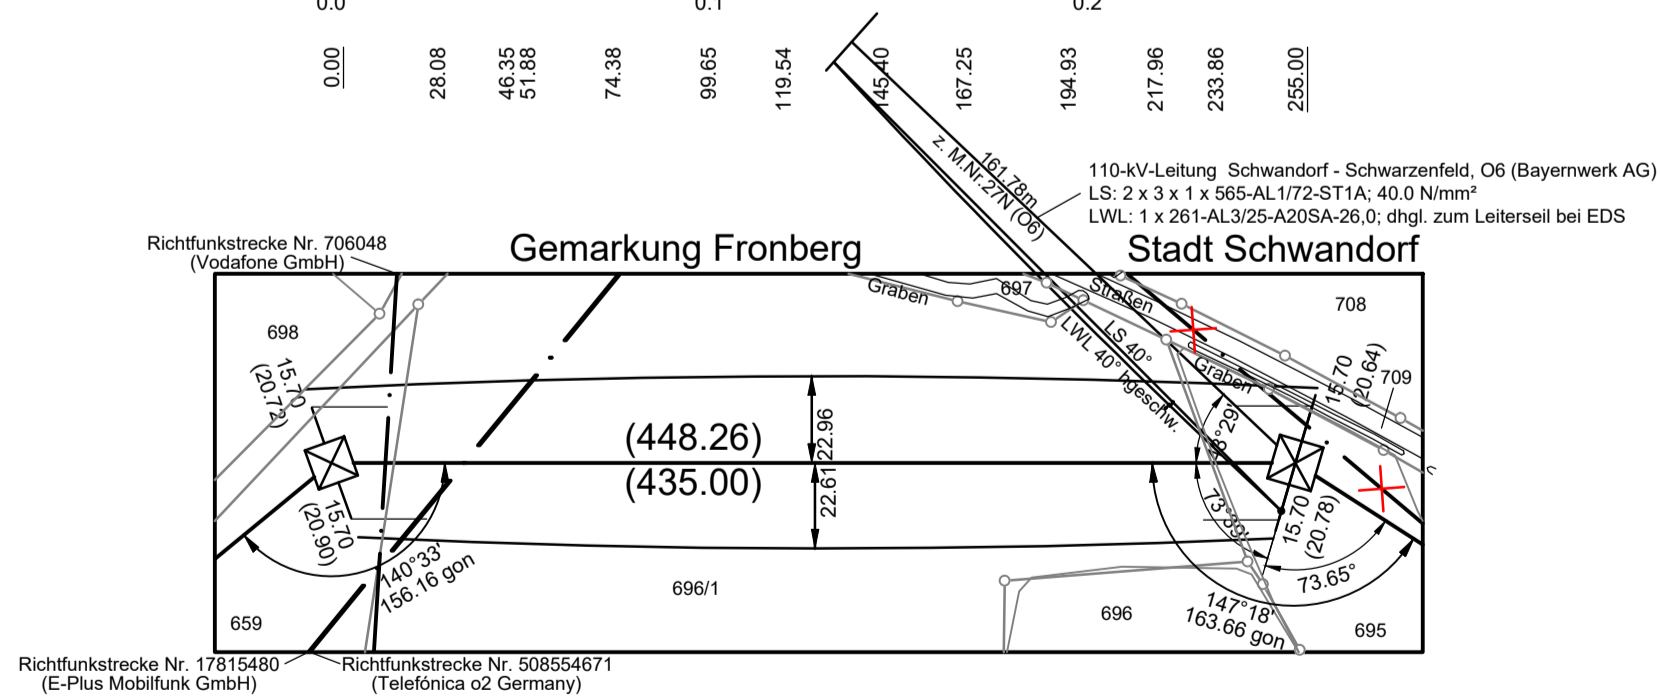 0.0
0.1
0.2
0.00
28.08
46.35
51.88
74.38
99.65
119.54
145.40
167.25
194.93
217.96
233.86
255.00
161.78m
z. M.Nr.27N (O6)
110-kV-Leitung Schwandorf - Schwarzenfeld, O6 (Bayernwerk AG)
LS: 2 x 3 x 1 x 565-AL1/72-ST1A; 40.0 N/mm²
LWL: 1 x 261-AL3/25-A20SA-26,0; dhgl. zum Leiterseil bei EDS
Richtfunkstrecke Nr. 706048
(Vodafone GmbH)
Gemarkung Fronberg
Stadt Schwandorf
698
Graben
697
Straßen
708
LS 40°
LWL 40° hgeschw.
Graben
15.70
(20.72)
15.70
(20.64)
709
(448.26)
22.96
(435.00)
22.61
73°33'
15.70
(20.90)
15.70
(20.78)
140°33'
156.16 gon
73.65°
147°18'
163.66 gon
696/1
696
695
659
Richtfunkstrecke Nr. 17815480
(E-Plus Mobilfunk GmbH)
Richtfunkstrecke Nr. 508554671
(Telefónica o2 Germany)